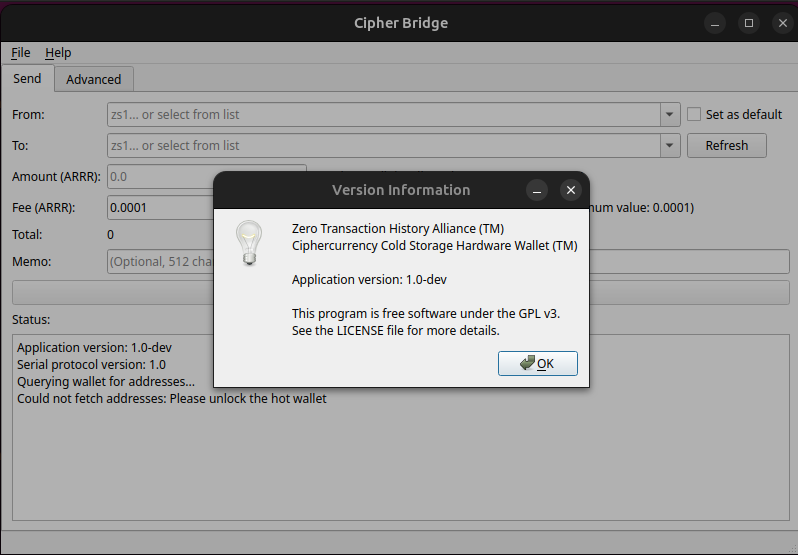 Cipher Bridge
File Help
Send Advanced
From: zs1... or select from list Set as default
To: zs1... or select from list Refresh
Amount (ARRR): 0.0
Fee (ARRR): 0.0001 value: 0.0001)
Total: 0
Memo: (Optional, 512
Status:
Application version: 1.0-dev
Serial protocol version: 1.0
Querying wallet for addresses...
Could not fetch addresses: Please unlock the hot wallet
Version Information
Zero Transaction History Alliance (TM)
Ciphercurrency Cold Storage Hardware Wallet (TM)
Application version: 1.0-dev
This program is free software under the GPL v3.
See the LICENSE file for more details.
OK